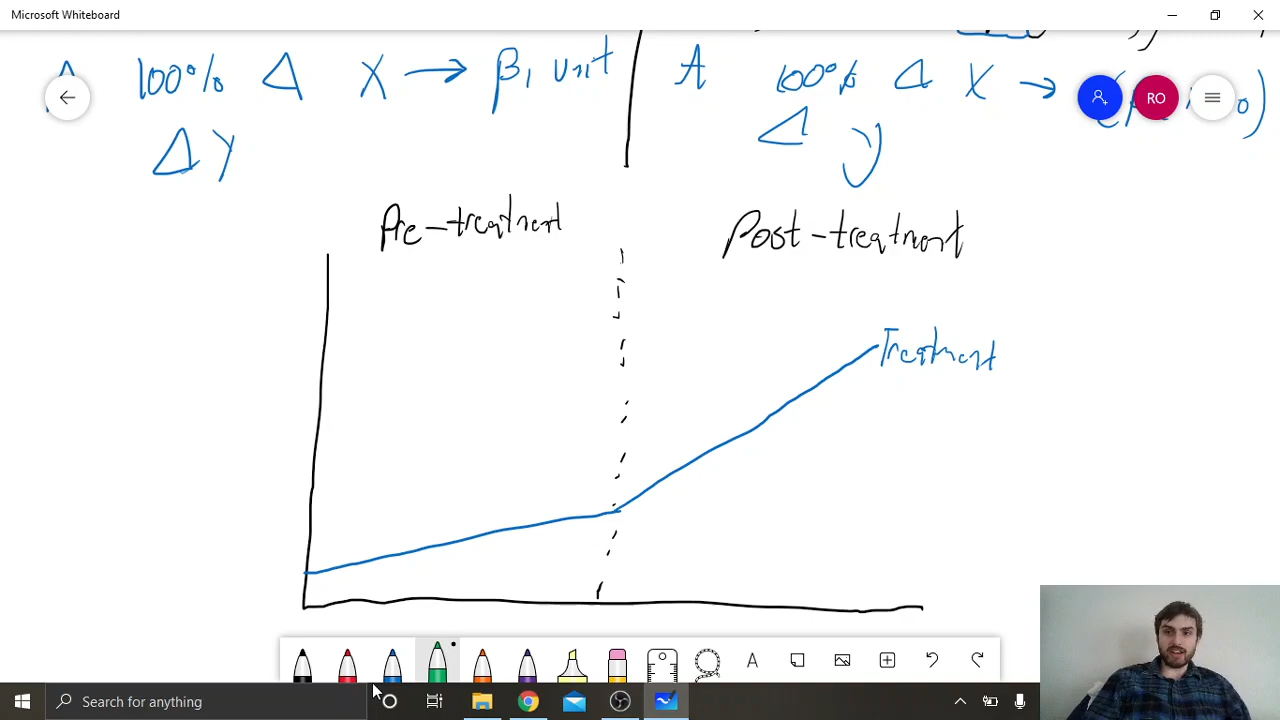 Microsoft Whiteboard
100% Δ X → β1 unit
Δ Y
A 100% Δ X →
Δ y
RO
Pre-treatment
Post-treatment
Treatment
A
Search for anything